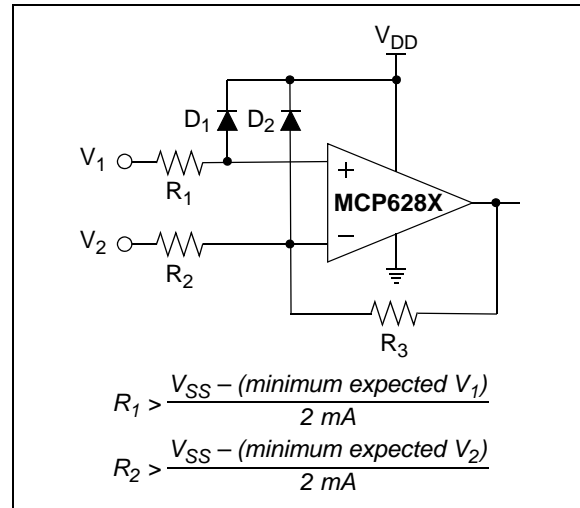 V_DD
D_1 D_2
V_1
R_1
+
MCP628X
V_2
R_2
–
R_3
R_1 > V_SS – (minimum expected V_1)
2 mA
R_2 > V_SS – (minimum expected V_2)
2 mA